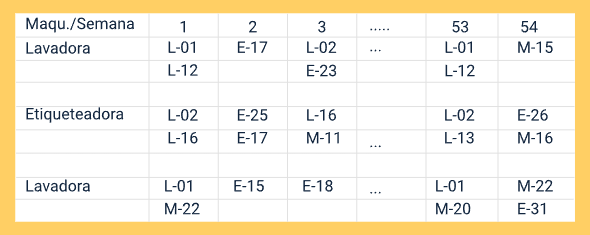 Maqu./Semana 1 2 3 ..... 53 54
Lavadora L-01 E-17 L-02 ... L-01 M-15
L-12 E-23 L-12
Etiqueteadora L-02 E-25 L-16 L-02 E-26
L-16 E-17 M-11 ... L-13 M-16
Lavadora L-01 E-15 E-18 ... L-01 M-22
M-22 M-20 E-31